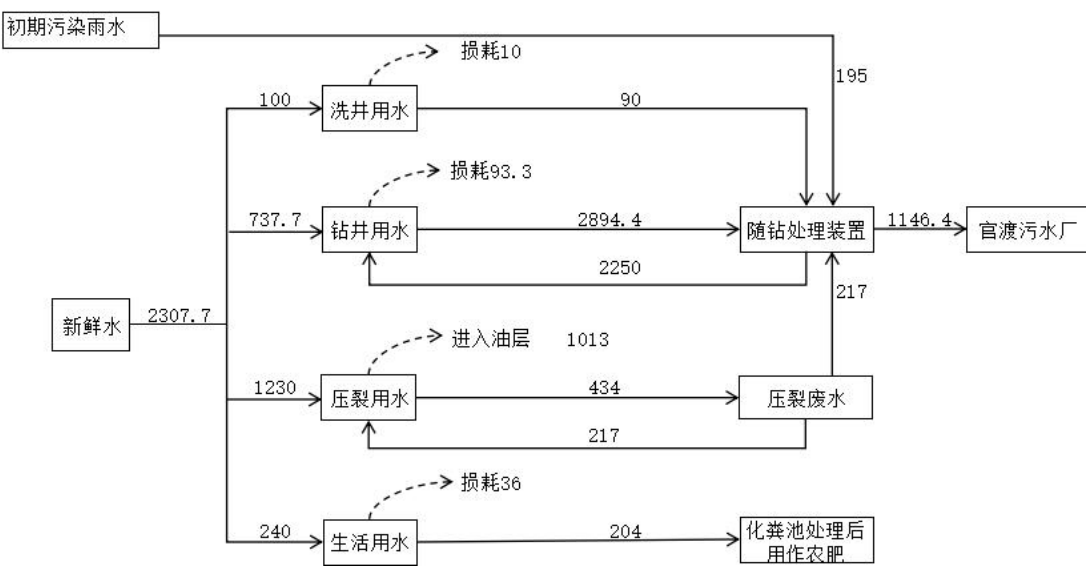 初期污染雨水
损耗10
195
100
洗井用水
90
损耗93.3
737.7
钻井用水
2894.4
随钻处理装置
1146.4
官渡污水厂
2250
217
新鲜水
2307.7
进入油层 1013
1230
压裂用水
434
压裂废水
217
损耗36
240
生活用水
204
化粪池处理后
用作农肥